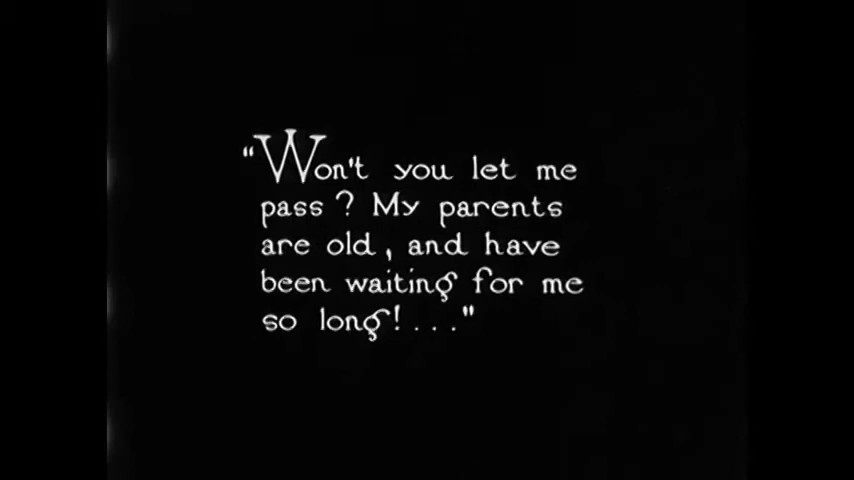 "Won't you let me
pass? My parents
are old, and have
been waiting for me
so long!..."